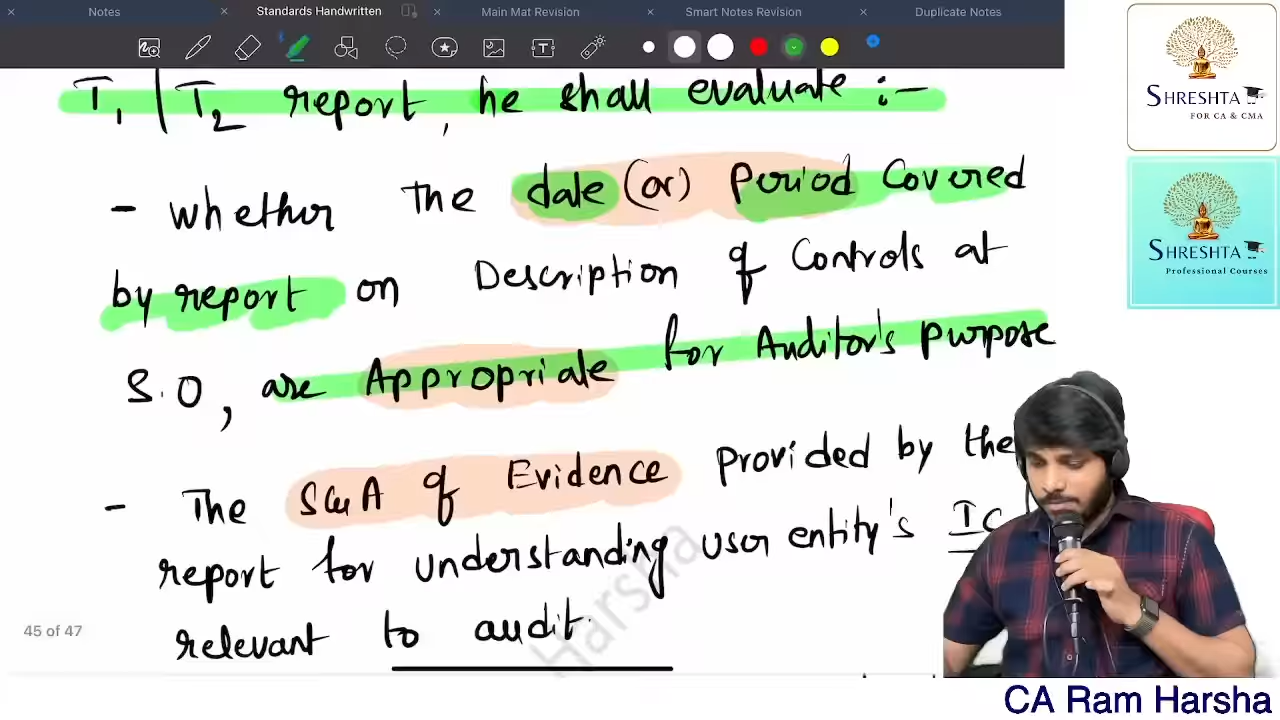 Notes
Standards Handwritten
Main Mat Revision
Smart Notes Revision
Duplicate Notes
T1 | T2 report, he shall evaluate :-
- Whether the date (or) Period Covered
by report on Description of Controls at
S.O, are Appropriate for Auditor's purpose
- The S&A of Evidence provided by the
report for understanding user entity's IC
relevant to audit.
45 of 47
Harsha
SHRESHTA
FOR CA & CMA
SHRESHTA
Professional Courses
CA Ram Harsha